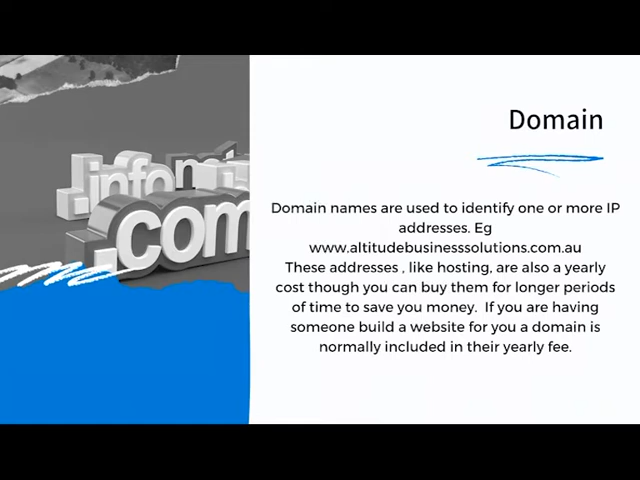 .info
.com
Domain
Domain names are used to identify one or more IP
addresses. Eg
www.altitudebusinesssolutions.com.au
These addresses , like hosting, are also a yearly
cost though you can buy them for longer periods
of time to save you money.  If you are having
someone build a website for you a domain is
normally included in their yearly fee.